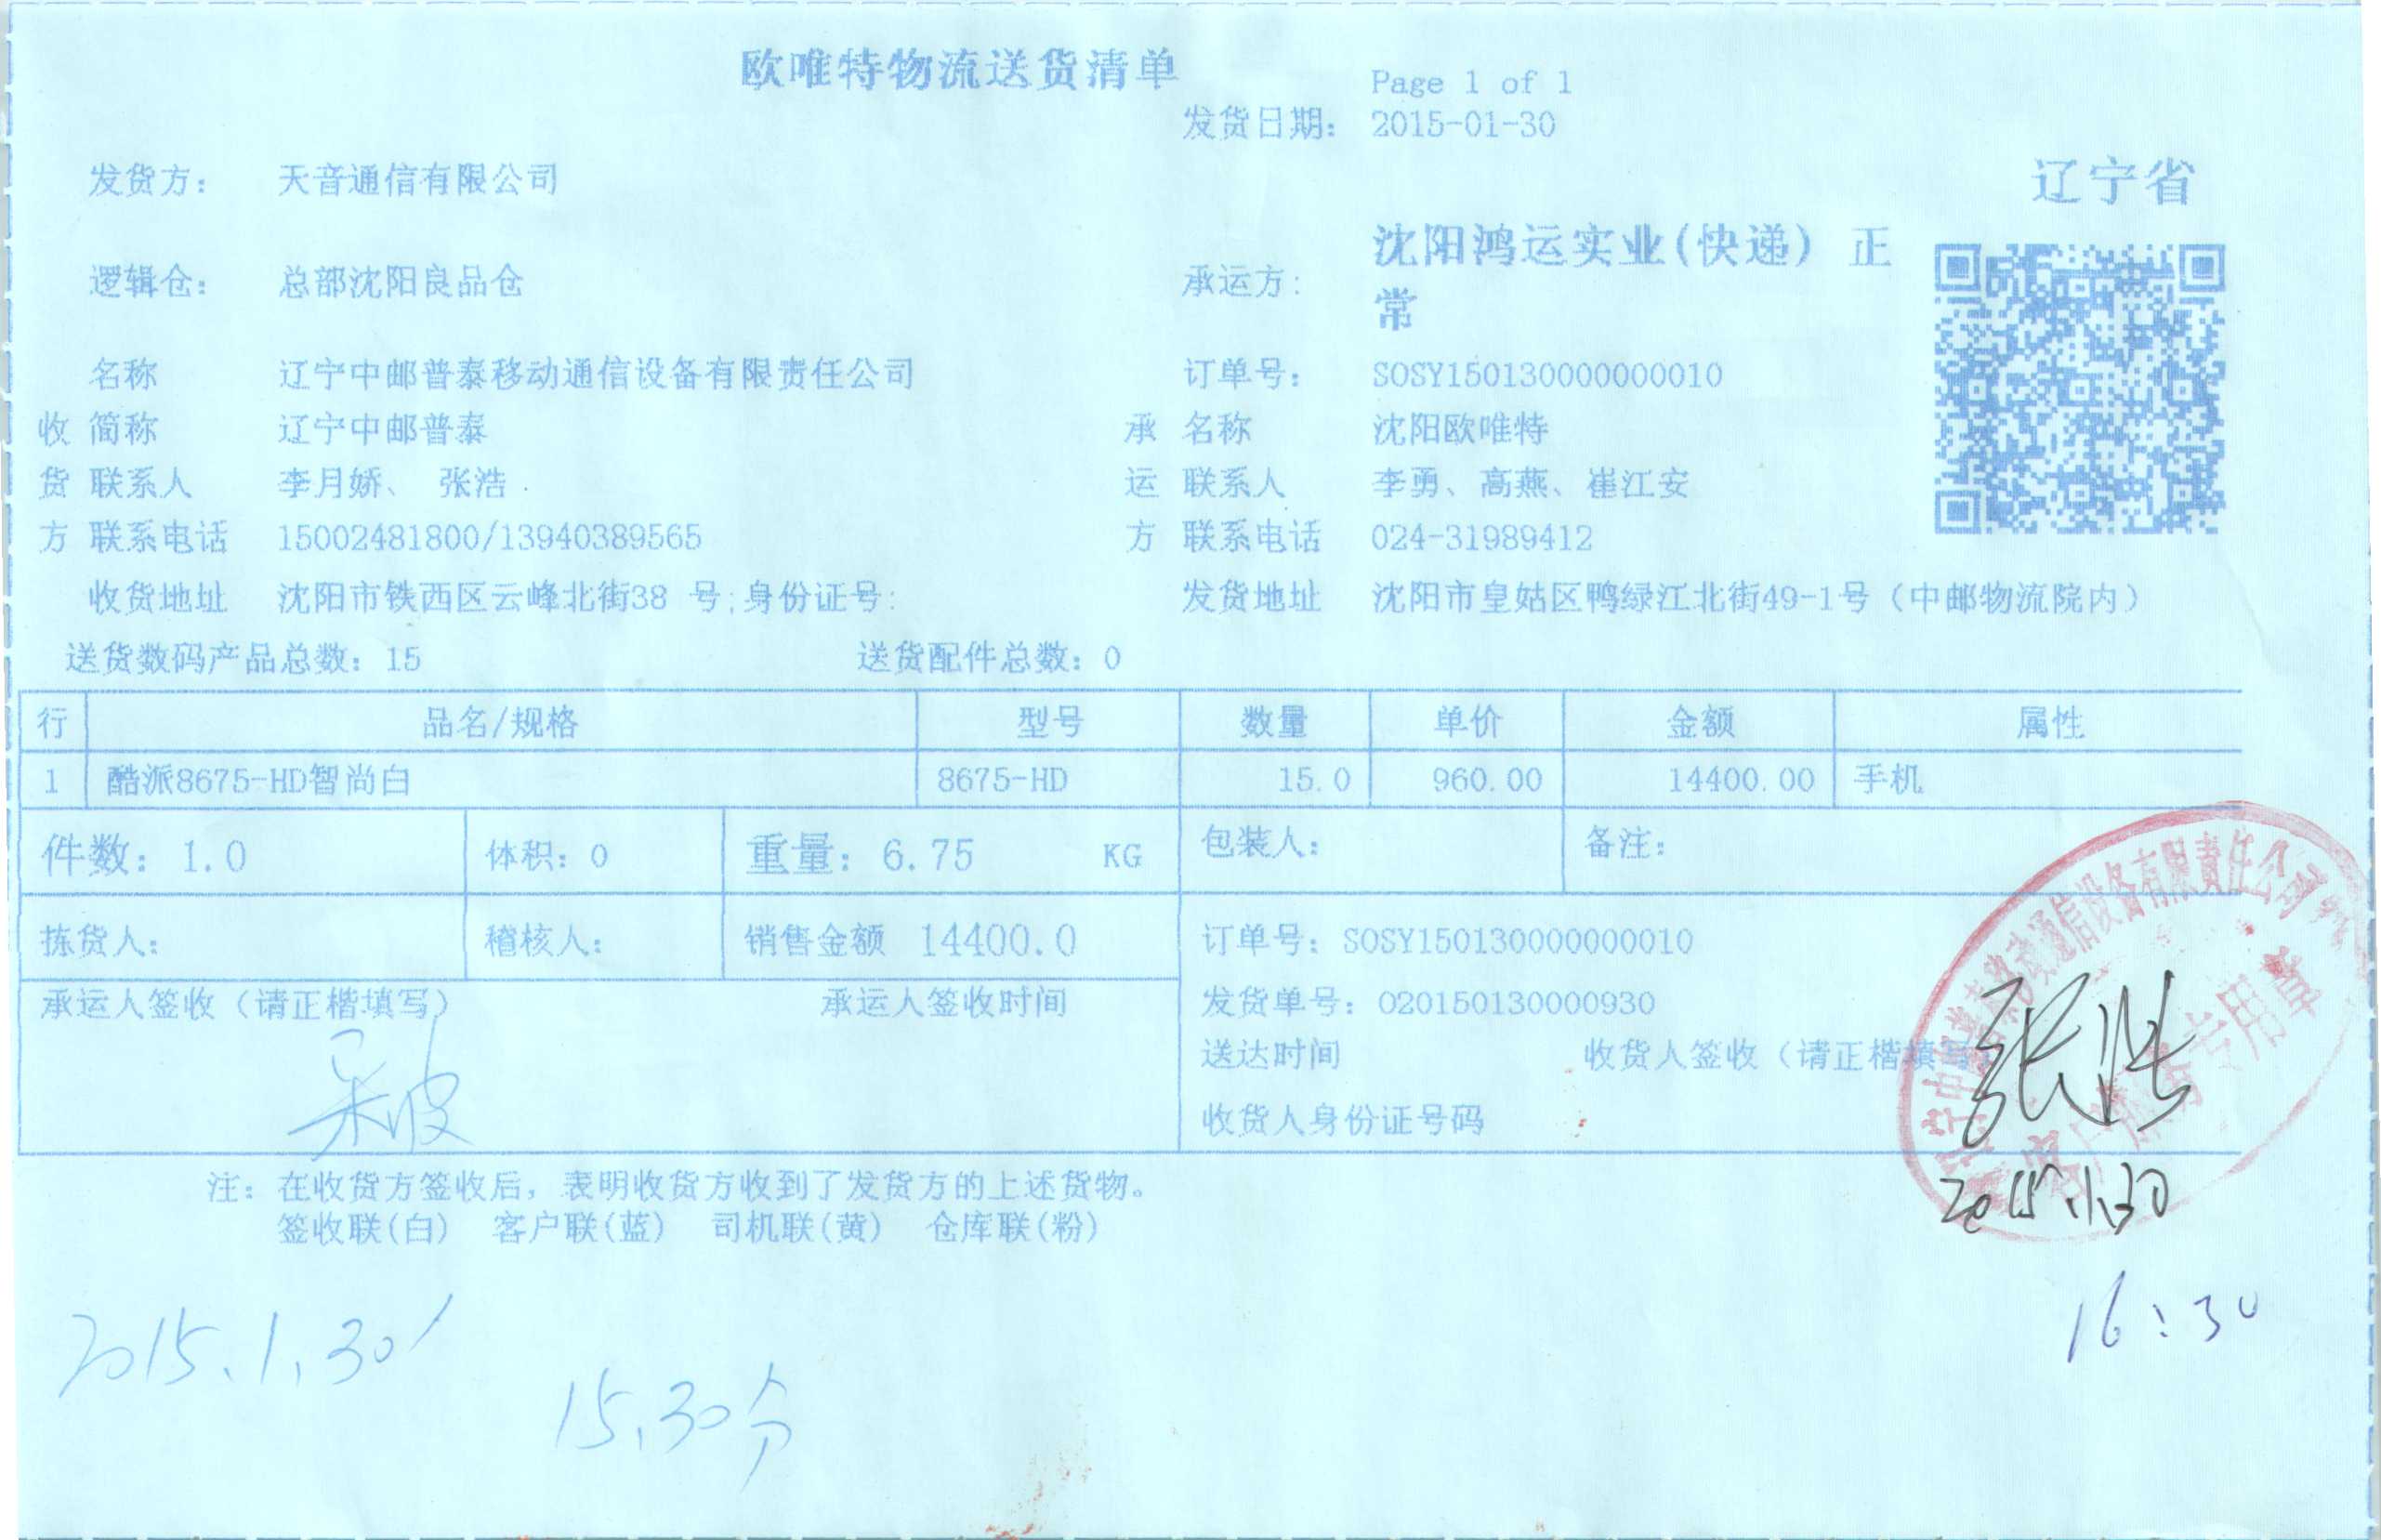 欧唯特物流送货清单
Page 1 of 1
发货日期: 2015-01-30
发货方: 天音通信有限公司
辽宁省
逻辑仓: 总部沈阳良品仓
承运方: 沈阳鸿运实业(快递) 正
常
名称 辽宁中邮普泰移动通信设备有限责任公司 订单号: SOSY150130000000010
收 简称 辽宁中邮普泰 承 名称 沈阳欧唯特
货 联系人 李月娇、 张浩 运 联系人 李勇、高燕、崔江安
方 联系电话 15002481800/13940389565 方 联系电话 024-31989412
收货地址 沈阳市铁西区云峰北街38 号;身份证号: 发货地址 沈阳市皇姑区鸭绿江北街49-1号（中邮物流院内）
送货数码产品总数: 15 送货配件总数: 0
行 品名/规格 型号 数量 单价 金额 属性
1 酷派8675-HD智尚白 8675-HD 15.0 960.00 14400.00 手机
件数: 1.0 体积: 0 重量: 6.75 KG 包装人: 备注:
拣货人: 稽核人: 销售金额 14400.0 订单号: SOSY150130000000010
承运人签收（请正楷填写） 承运人签收时间 发货单号: 020150130000930
送达时间 收货人签收（请正楷填写）
收货人身份证号码
张浩
2015.1.30
16:30
注: 在收货方签收后, 表明收货方收到了发货方的上述货物。
签收联(白) 客户联(蓝) 司机联(黄) 仓库联(粉)
2015.1.30
15.30分